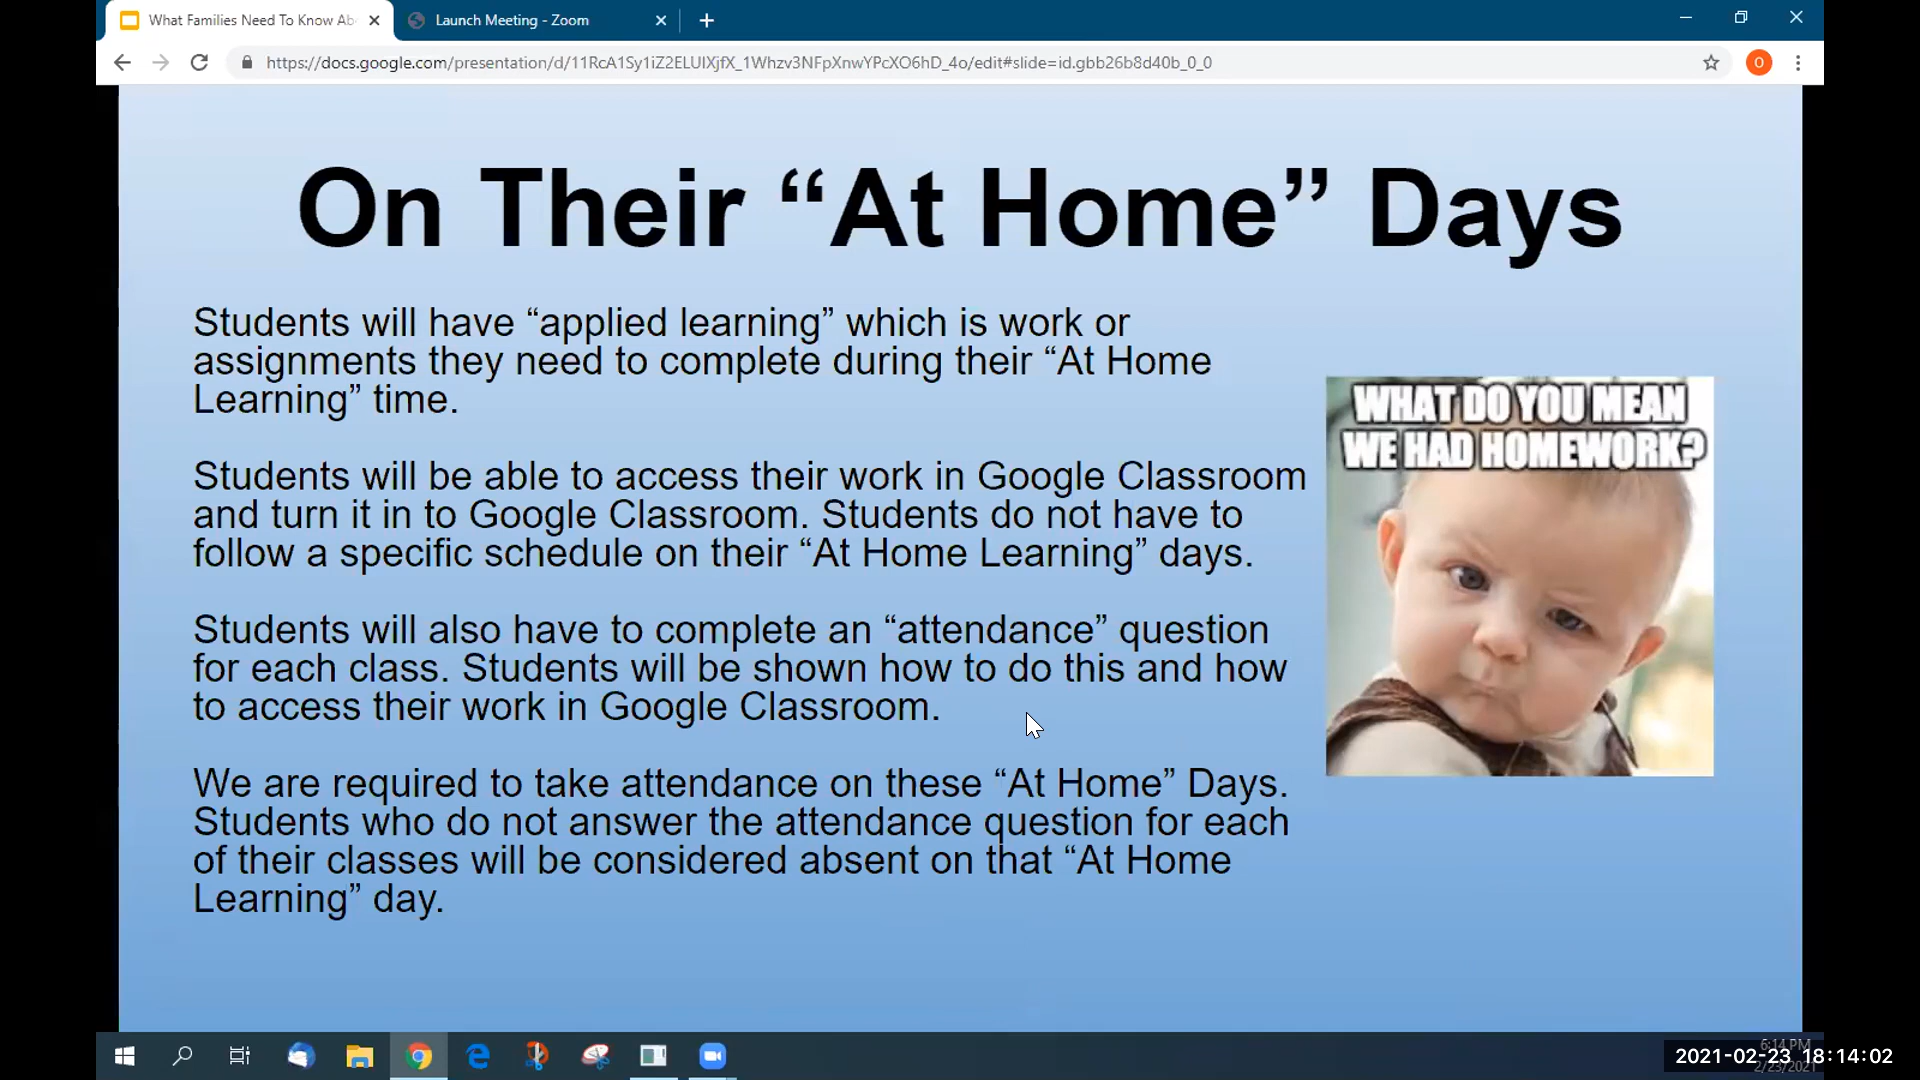 What Families Need To Know Ab
Launch Meeting - Zoom
https://docs.google.com/presentation/d/11RcA1Sy1iZ2ELUIXjfX_1Whzv3NFpXnwYPcXO6hD_4o/edit#slide=id.gbb26b8d40b_0_0
O
On Their “At Home” Days
Students will have “applied learning” which is work or
assignments they need to complete during their “At Home
Learning” time.
Students will be able to access their work in Google Classroom
and turn it in to Google Classroom. Students do not have to
follow a specific schedule on their “At Home Learning” days.
Students will also have to complete an “attendance” question
for each class. Students will be shown how to do this and how
to access their work in Google Classroom.
We are required to take attendance on these “At Home” Days.
Students who do not answer the attendance question for each
of their classes will be considered absent on that “At Home
Learning” day.
WHAT DO YOU MEAN
WE HAD HOMEWORK?
6:14 PM
2/23/2021
2021-02-23 18:14:02